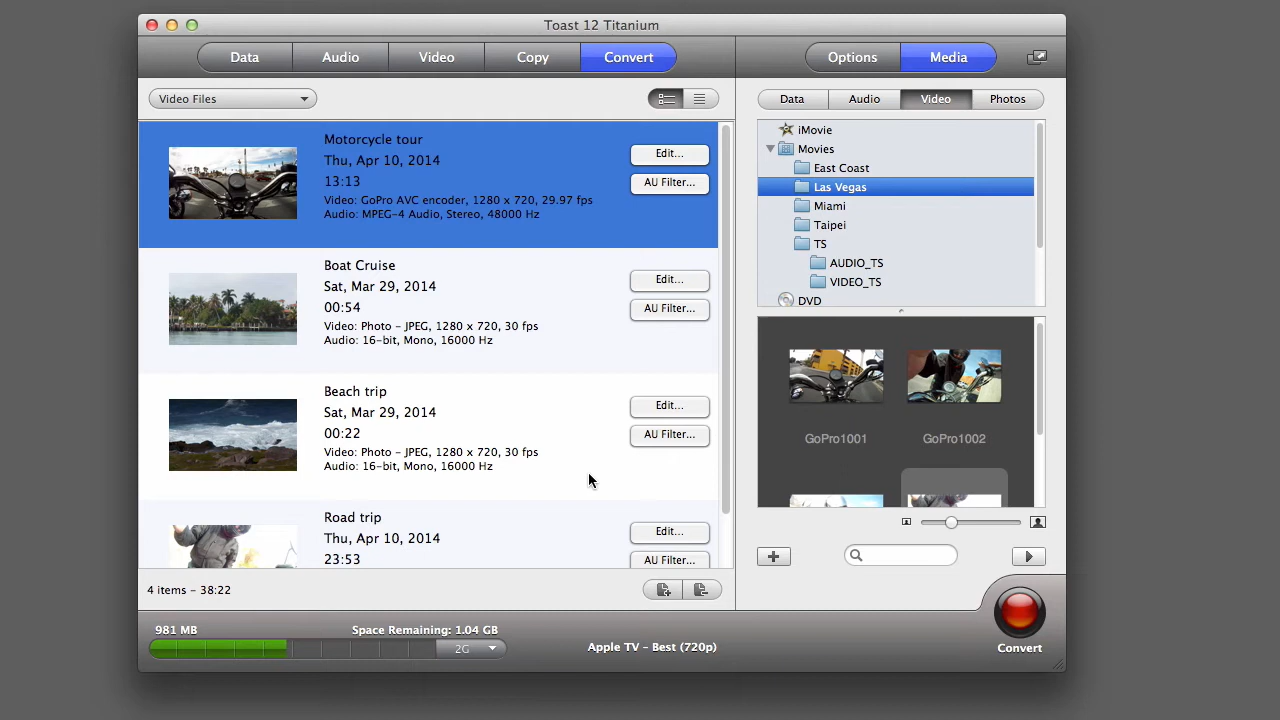 Toast 12 Titanium
Data Audio Video Copy Convert
Options Media
Video Files
Data Audio Video Photos
Motorcycle tour
Thu, Apr 10, 2014
13:13
Video: GoPro AVC encoder, 1280 x 720, 29.97 fps
Audio: MPEG-4 Audio, Stereo, 48000 Hz
Edit...
AU Filter...
Boat Cruise
Sat, Mar 29, 2014
00:54
Video: Photo - JPEG, 1280 x 720, 30 fps
Audio: 16-bit, Mono, 16000 Hz
Edit...
AU Filter...
Beach trip
Sat, Mar 29, 2014
00:22
Video: Photo - JPEG, 1280 x 720, 30 fps
Audio: 16-bit, Mono, 16000 Hz
Edit...
AU Filter...
Road trip
Thu, Apr 10, 2014
23:53
Edit...
AU Filter...
4 items - 38:22
iMovie
Movies
East Coast
Las Vegas
Miami
Taipei
TS
AUDIO_TS
VIDEO_TS
DVD
GoPro1001 GoPro1002
981 MB
Space Remaining: 1.04 GB
2G
Apple TV - Best (720p)
Convert